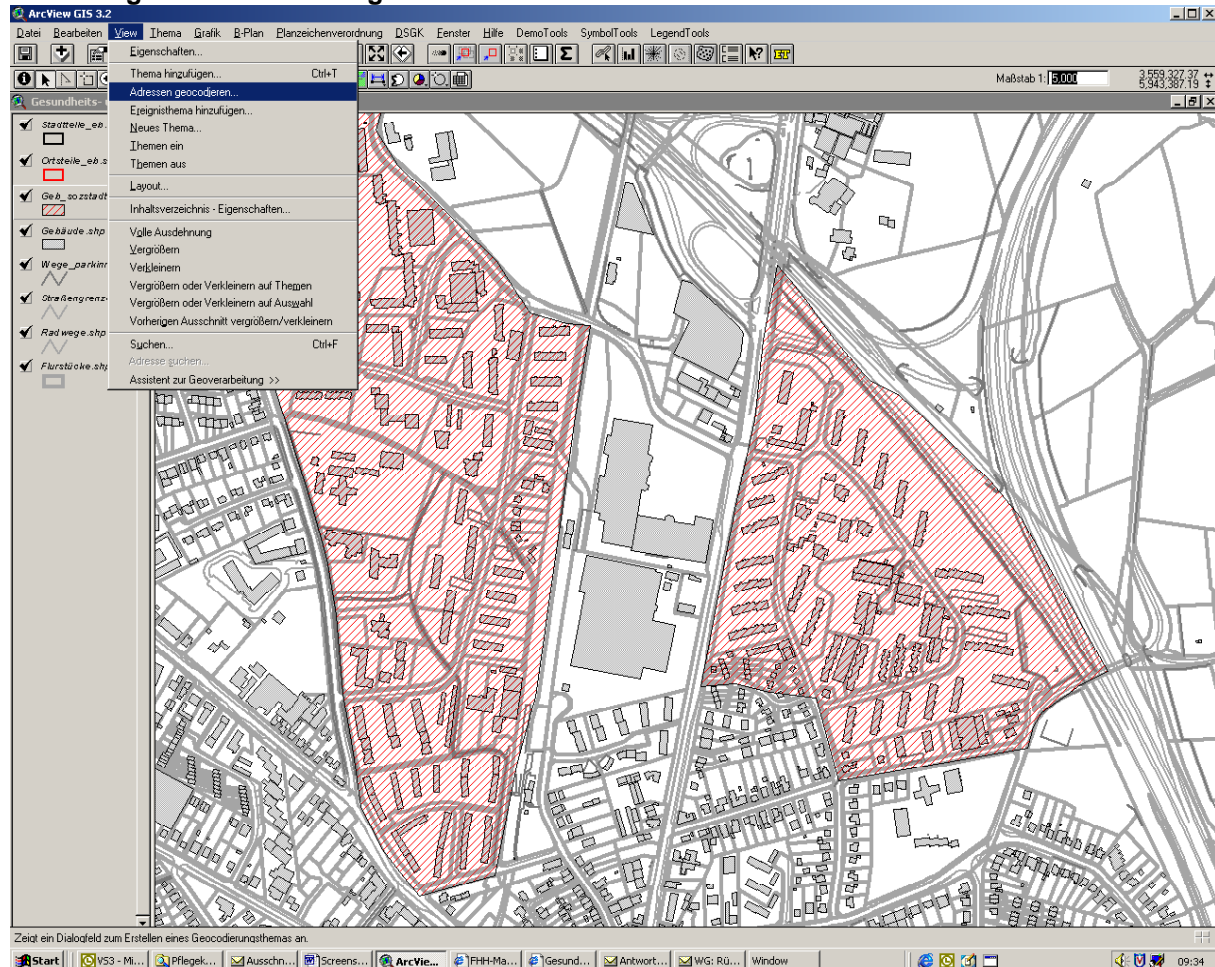 ArcView GIS 3.2
Datei Bearbeiten View Thema Grafik B-Plan Planzeichenverordnung DSGK Fenster Hilfe DemoTools SymbolTools LegendTools
Maßstab 1: 5.000
3.559.327,37
5.943.387,19
Gesundheits-
Eigenschaften...
Thema hinzufügen... Ctrl+T
Adressen geocodieren...
Ereignisthema hinzufügen...
Neues Thema...
Themen ein
Themen aus
Layout...
Inhaltsverzeichnis - Eigenschaften...
Volle Ausdehnung
Vergrößern
Verkleinern
Vergrößern oder Verkleinern auf Themen
Vergrößern oder Verkleinern auf Auswahl
Vorherigen Ausschnitt vergrößern/verkleinern
Suchen... Ctrl+F
Adresse suchen...
Assistent zur Geoverarbeitung >>
Stadtteile_eb.
Ortsteile_eb.s
Geb_sozstadt
Gebäude.shp
Wege_parkinr
Straßengrenz
Radwege.shp
Flurstücke.shp
Zeigt ein Dialogfeld zum Erstellen eines Geocodierungsthemas an.
Start VS3 - Mi... Pflegek... Ausschn... Screens... ArcVie... FHH-Ma... Gesund... Antwort... WG: Rü... Window 09:34